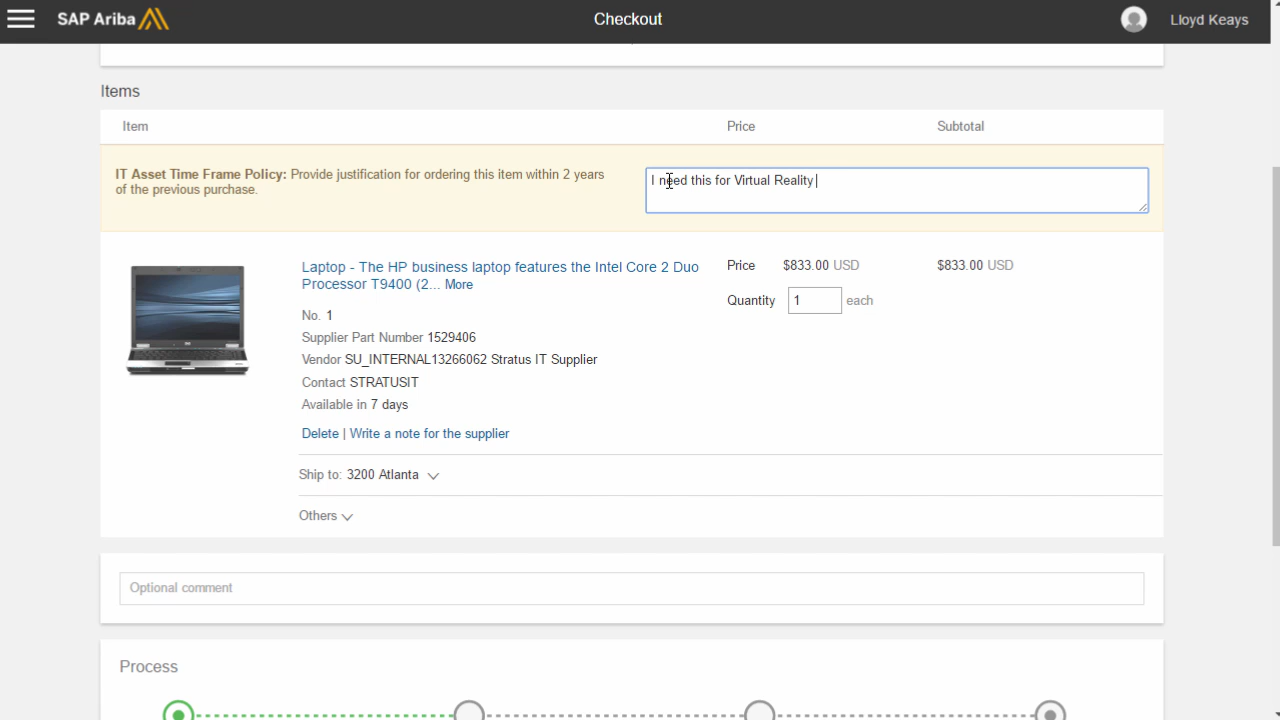 SAP Ariba
Checkout
Lloyd Keays
Items
Item Price Subtotal
IT Asset Time Frame Policy: Provide justification for ordering this item within 2 years
of the previous purchase.
I need this for Virtual Reality
Laptop - The HP business laptop features the Intel Core 2 Duo
Processor T9400 (2... More
Price $833.00 USD $833.00 USD
Quantity 1 each
No. 1
Supplier Part Number 1529406
Vendor SU_INTERNAL13266062 Stratus IT Supplier
Contact STRATUSIT
Available in 7 days
Delete | Write a note for the supplier
Ship to: 3200 Atlanta
Others
Optional comment
Process